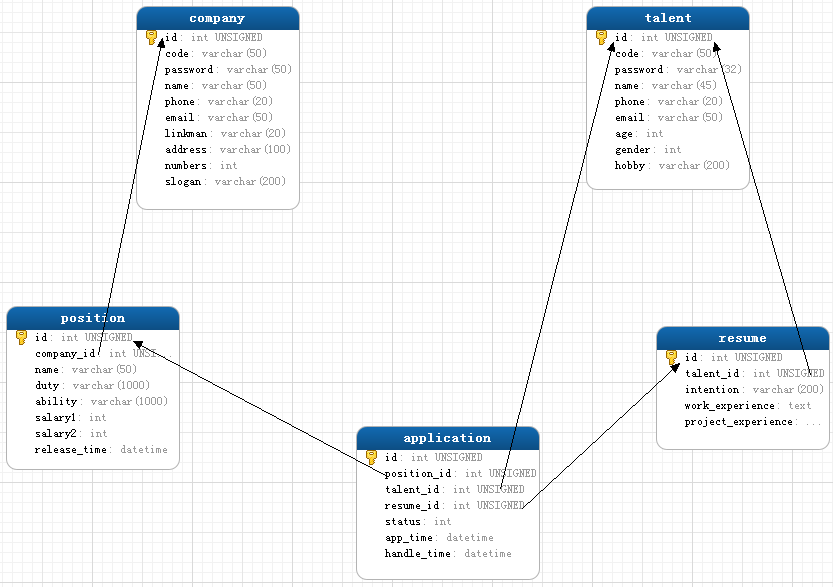 company
id: int UNSIGNED
code: varchar(50)
password: varchar(50)
name: varchar(50)
phone: varchar(20)
email: varchar(50)
linkman: varchar(20)
address: varchar(100)
numbers: int
slogan: varchar(200)
talent
id: int UNSIGNED
code: varchar(50)
password: varchar(32)
name: varchar(45)
phone: varchar(20)
email: varchar(50)
age: int
gender: int
hobby: varchar(200)
position
id: int UNSIGNED
company_id: int UNSI...
name: varchar(50)
duty: varchar(1000)
ability: varchar(1000)
salary1: int
salary2: int
release_time: datetime
resume
id: int UNSIGNED
talent_id: int UNSIGNED
intention: varchar(200)
work_experience: text
project_experience: ...
application
id: int UNSIGNED
position_id: int UNSIGNED
talent_id: int UNSIGNED
resume_id: int UNSIGNED
status: int
app_time: datetime
handle_time: datetime